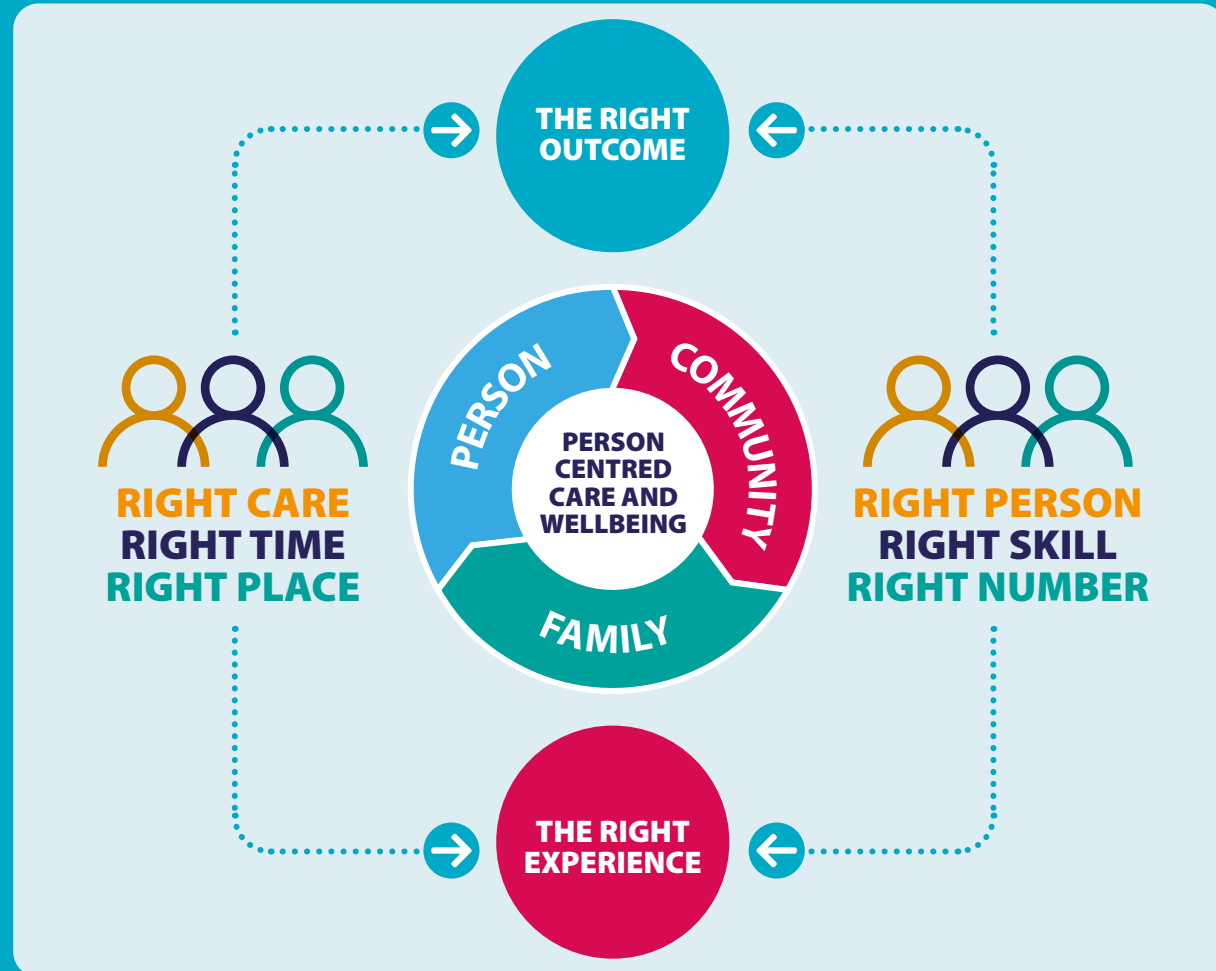 THE RIGHT
OUTCOME
PERSON
COMMUNITY
FAMILY
PERSON
CENTRED
CARE AND
WELLBEING
RIGHT CARE
RIGHT TIME
RIGHT PLACE
RIGHT PERSON
RIGHT SKILL
RIGHT NUMBER
THE RIGHT
EXPERIENCE